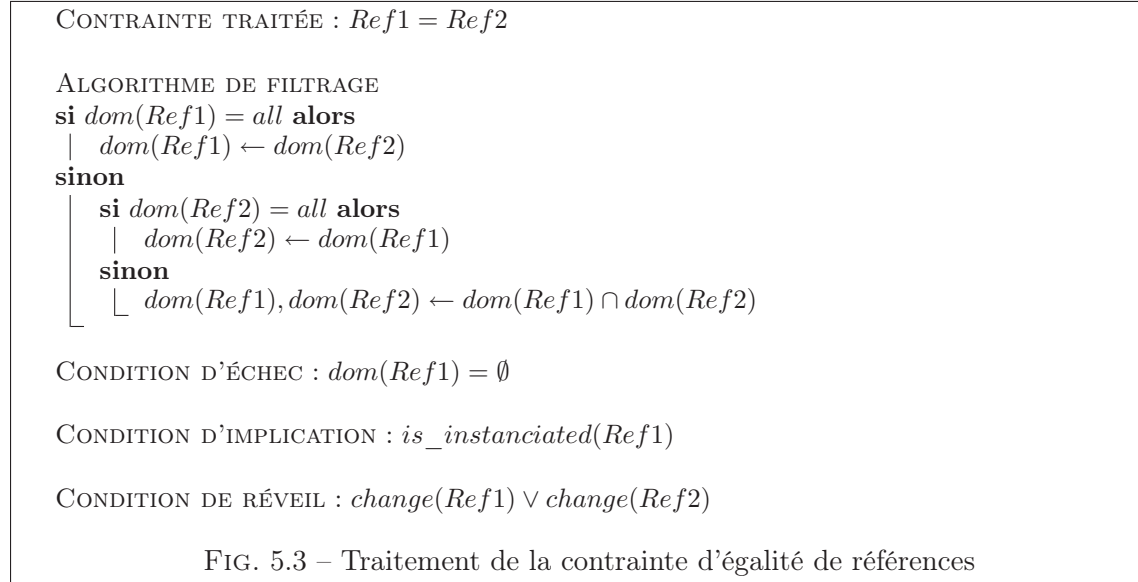 CONTRAINTE TRAITÉE : Ref1 = Ref2
ALGORITHME DE FILTRAGE
si dom(Ref1) = all alors
dom(Ref1) ← dom(Ref2)
sinon
si dom(Ref2) = all alors
dom(Ref2) ← dom(Ref1)
sinon
dom(Ref1), dom(Ref2) ← dom(Ref1) ∩ dom(Ref2)
CONDITION D'ÉCHEC : dom(Ref1) = ∅
CONDITION D'IMPLICATION : is_instanciated(Ref1)
CONDITION DE RÉVEIL : change(Ref1) ∨ change(Ref2)
FIG. 5.3 – Traitement de la contrainte d'égalité de références